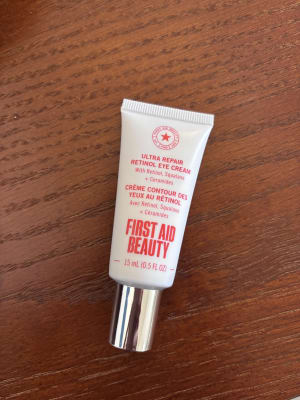 ULTRA REPAIR
RETINOL EYE CREAM
With Retinol, Squalane
+ Ceramides
CRÈME CONTOUR DES
YEUX AU RÉTINOL
Avec Retinol, Squalane
+ Céramides
FIRST AID
BEAUTY
15 mL (0.5 FL OZ)